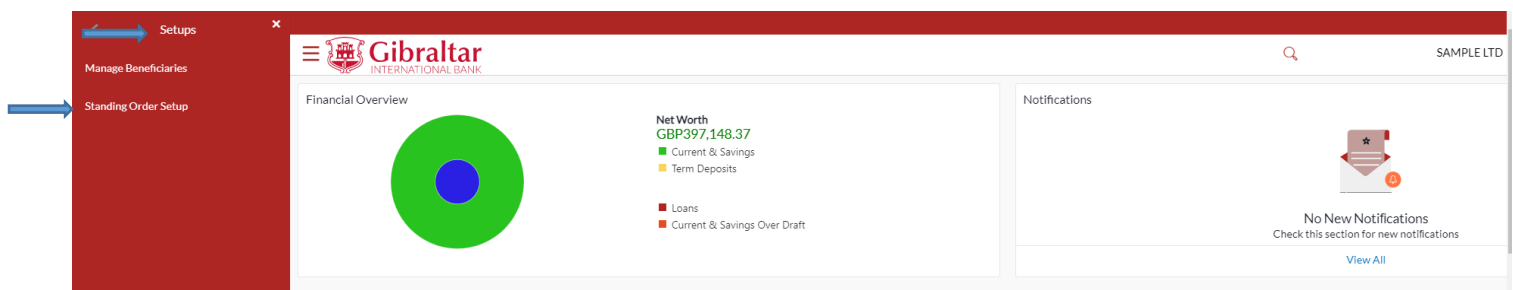 Setups
Manage Beneficiaries
Standing Order Setup
Gibraltar
INTERNATIONAL BANK
SAMPLE LTD
Financial Overview
Net Worth
GBP397,148.37
Current & Savings
Term Deposits
Loans
Current & Savings Over Draft
Notifications
No New Notifications
Check this section for new notifications
View All